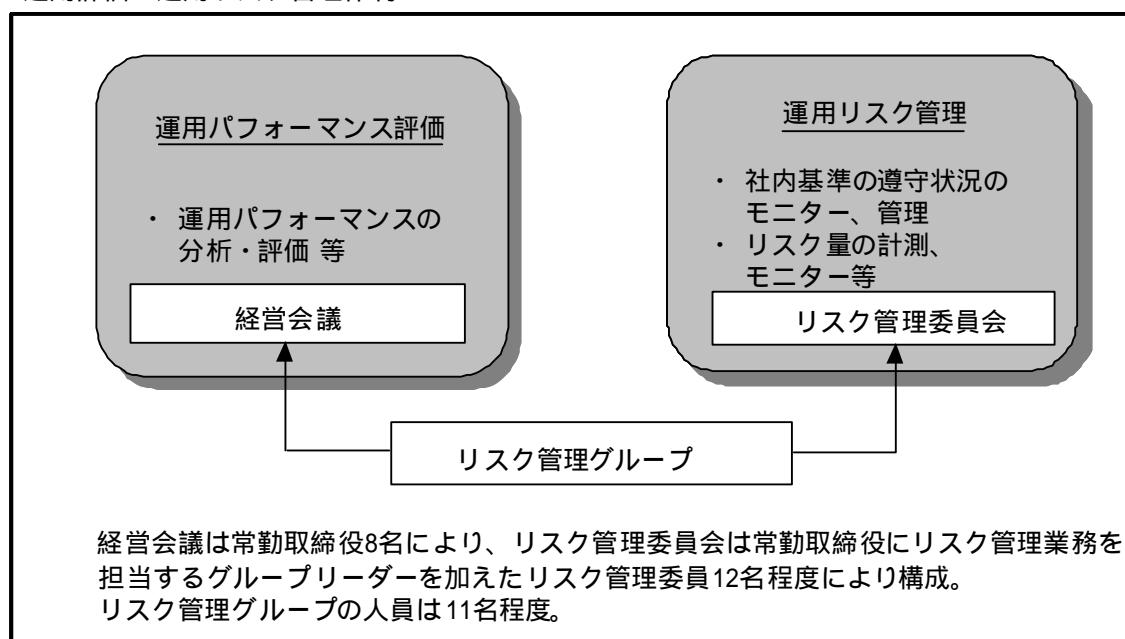 運用パフォーマンス評価
・ 運用パフォーマンスの
分析・評価 等
経営会議
運用リスク管理
・ 社内基準の遵守状況の
モニター、管理
・ リスク量の計測、
モニター等
リスク管理委員会
リスク管理グループ
経営会議は常勤取締役8名により、リスク管理委員会は常勤取締役にリスク管理業務を
担当するグループリーダーを加えたリスク管理委員12名程度により構成。
リスク管理グループの人員は11名程度。